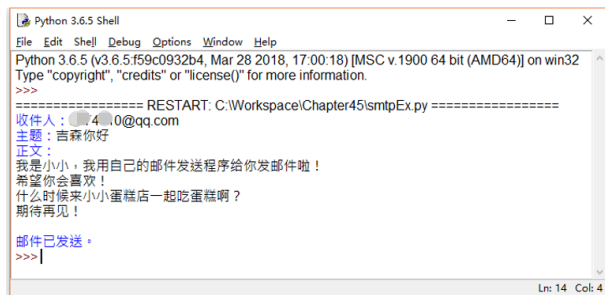 Python 3.6.5 Shell
File Edit Shell Debug Options Window Help
Python 3.6.5 (v3.6.5:f59c0932b4, Mar 28 2018, 17:00:18) [MSC v.1900 64 bit (AMD64)] on win32
Type "copyright", "credits" or "license()" for more information.
>>>
================= RESTART: C:\Workspace\Chapter45\smtpEx.py =================
收件人：4 0@qq.com
主题：吉森你好
正文：
我是小小，我用自己的邮件发送程序给你发邮件啦！
希望你会喜欢！
什么时候来小小蛋糕店一起吃蛋糕啊？
期待再见！
邮件已发送。
>>>
Ln: 14 Col: 4